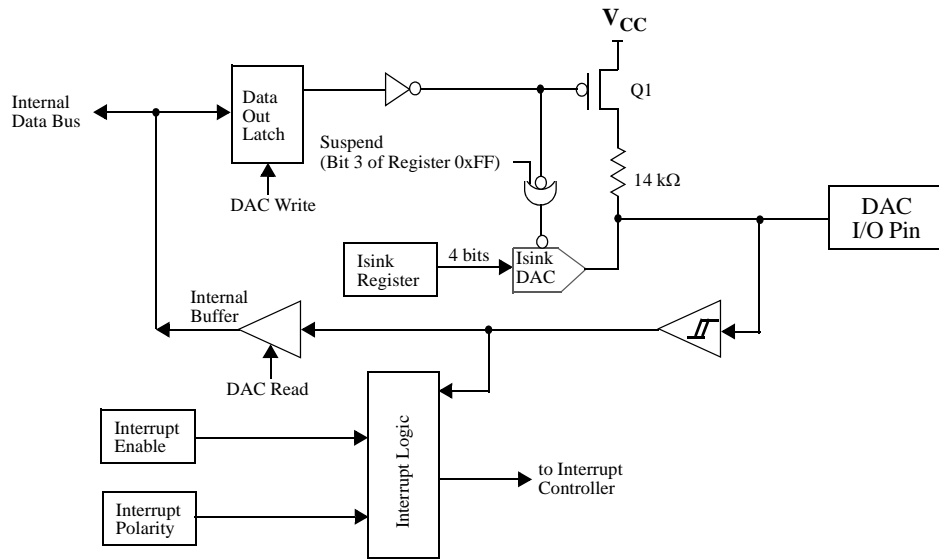 V_CC
Q1
Data
Out
Latch
Internal
Data Bus
Suspend
(Bit 3 of Register 0xFF)
14 kΩ
DAC Write
DAC
I/O Pin
4 bits
Isink
Register
Isink
DAC
Internal
Buffer
DAC Read
Interrupt
Enable
Interrupt Logic
to Interrupt
Controller
Interrupt
Polarity